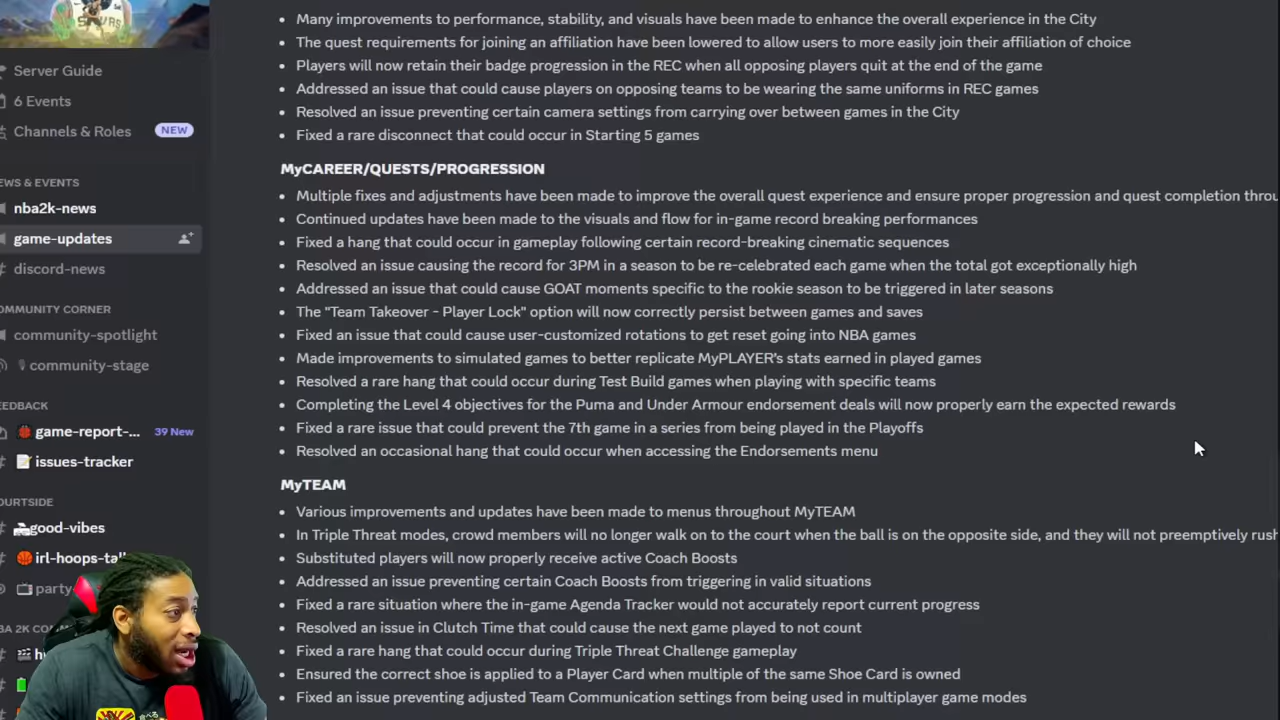 Many improvements to performance, stability, and visuals have been made to enhance the overall experience in the City
The quest requirements for joining an affiliation have been lowered to allow users to more easily join their affiliation of choice
Players will now retain their badge progression in the REC when all opposing players quit at the end of the game
Addressed an issue that could cause players on opposing teams to be wearing the same uniforms in REC games
Resolved an issue preventing certain camera settings from carrying over between games in the City
Fixed a rare disconnect that could occur in Starting 5 games
MyCAREER/QUESTS/PROGRESSION
Multiple fixes and adjustments have been made to improve the overall quest experience and ensure proper progression and quest completion throu
Continued updates have been made to the visuals and flow for in-game record breaking performances
Fixed a hang that could occur in gameplay following certain record-breaking cinematic sequences
Resolved an issue causing the record for 3PM in a season to be re-celebrated each game when the total got exceptionally high
Addressed an issue that could cause GOAT moments specific to the rookie season to be triggered in later seasons
The "Team Takeover - Player Lock" option will now correctly persist between games and saves
Fixed an issue that could cause user-customized rotations to get reset going into NBA games
Made improvements to simulated games to better replicate MyPLAYER's stats earned in played games
Resolved a rare hang that could occur during Test Build games when playing with specific teams
Completing the Level 4 objectives for the Puma and Under Armour endorsement deals will now properly earn the expected rewards
Fixed a rare issue that could prevent the 7th game in a series from being played in the Playoffs
Resolved an occasional hang that could occur when accessing the Endorsements menu
MyTEAM
Various improvements and updates have been made to menus throughout MyTEAM
In Triple Threat modes, crowd members will no longer walk on to the court when the ball is on the opposite side, and they will not preemptively rush
Substituted players will now properly receive active Coach Boosts
Addressed an issue preventing certain Coach Boosts from triggering in valid situations
Fixed a rare situation where the in-game Agenda Tracker would not accurately report current progress
Resolved an issue in Clutch Time that could cause the next game played to not count
Fixed a rare hang that could occur during Triple Threat Challenge gameplay
Ensured the correct shoe is applied to a Player Card when multiple of the same Shoe Card is owned
Fixed an issue preventing adjusted Team Communication settings from being used in multiplayer game modes
Server Guide
6 Events
Channels & Roles NEW
EWS & EVENTS
nba2k-news
game-updates
discord-news
OMMUNITY CORNER
community-spotlight
community-stage
EEDBACK
game-report-... 39 New
issues-tracker
OURTSIDE
good-vibes
irl-hoops-tal
party
BA 2K CO